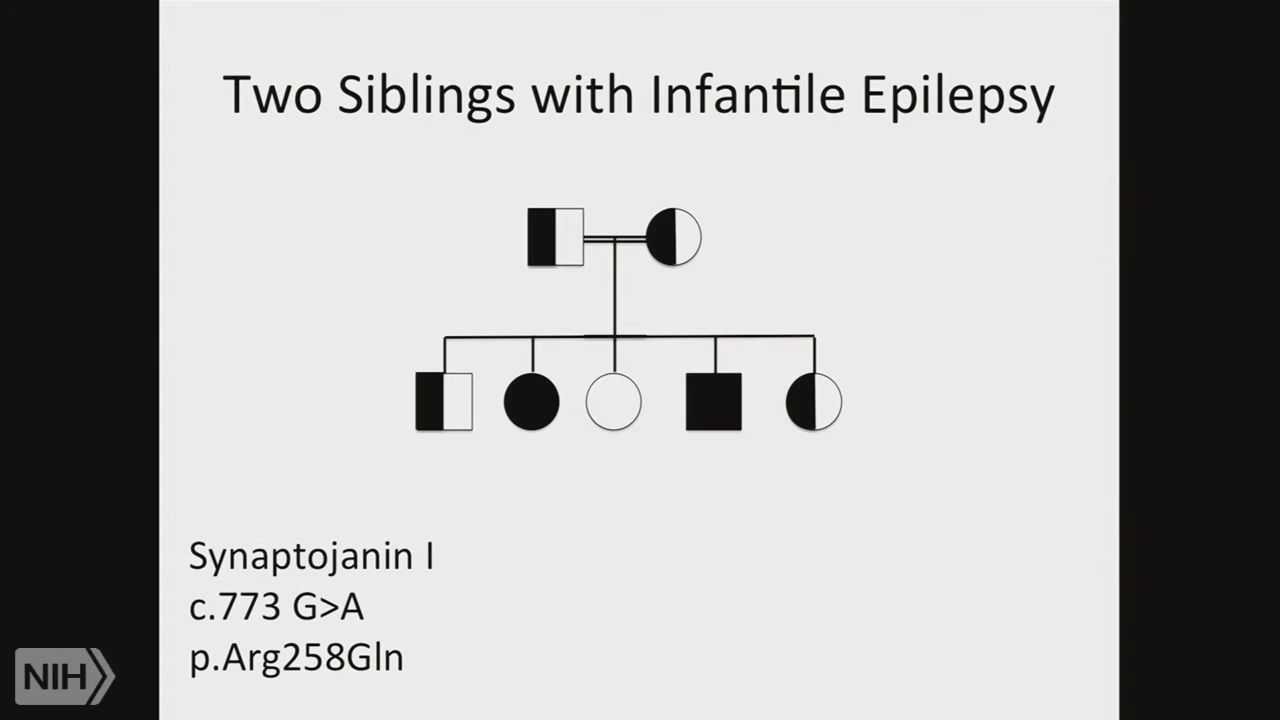 Two Siblings with Infantile Epilepsy
Synaptojanin I
c.773 G>A
p.Arg258Gln
NIH